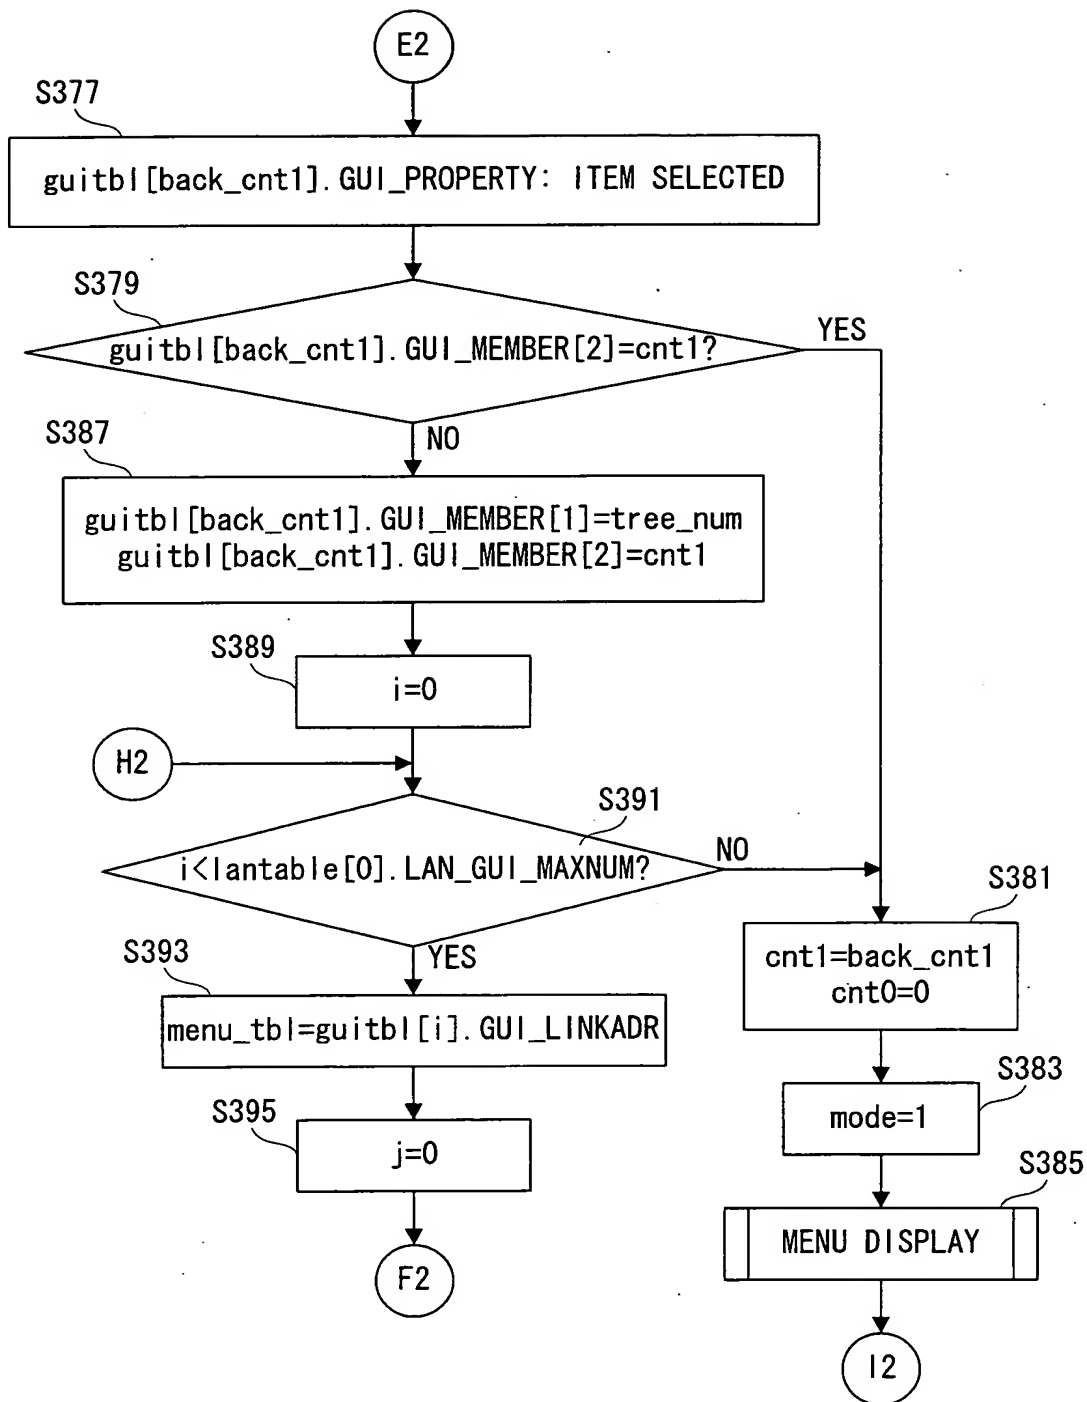 E2
S377
guitbl[back_cnt1].GUI_PROPERTY: ITEM SELECTED
S379
guitbl[back_cnt1].GUI_MEMBER[2]=cnt1?
YES
NO
S387
guitbl[back_cnt1].GUI_MEMBER[1]=tree_num
guitbl[back_cnt1].GUI_MEMBER[2]=cnt1
S389
i=0
H2
S391
i<lantable[0].LAN_GUI_MAXNUM?
NO
YES
S381
cnt1=back_cnt1
cnt0=0
S393
menu_tbl=guitbl[i].GUI_LINKADR
S383
mode=1
S395
j=0
S385
MENU DISPLAY
F2
I2